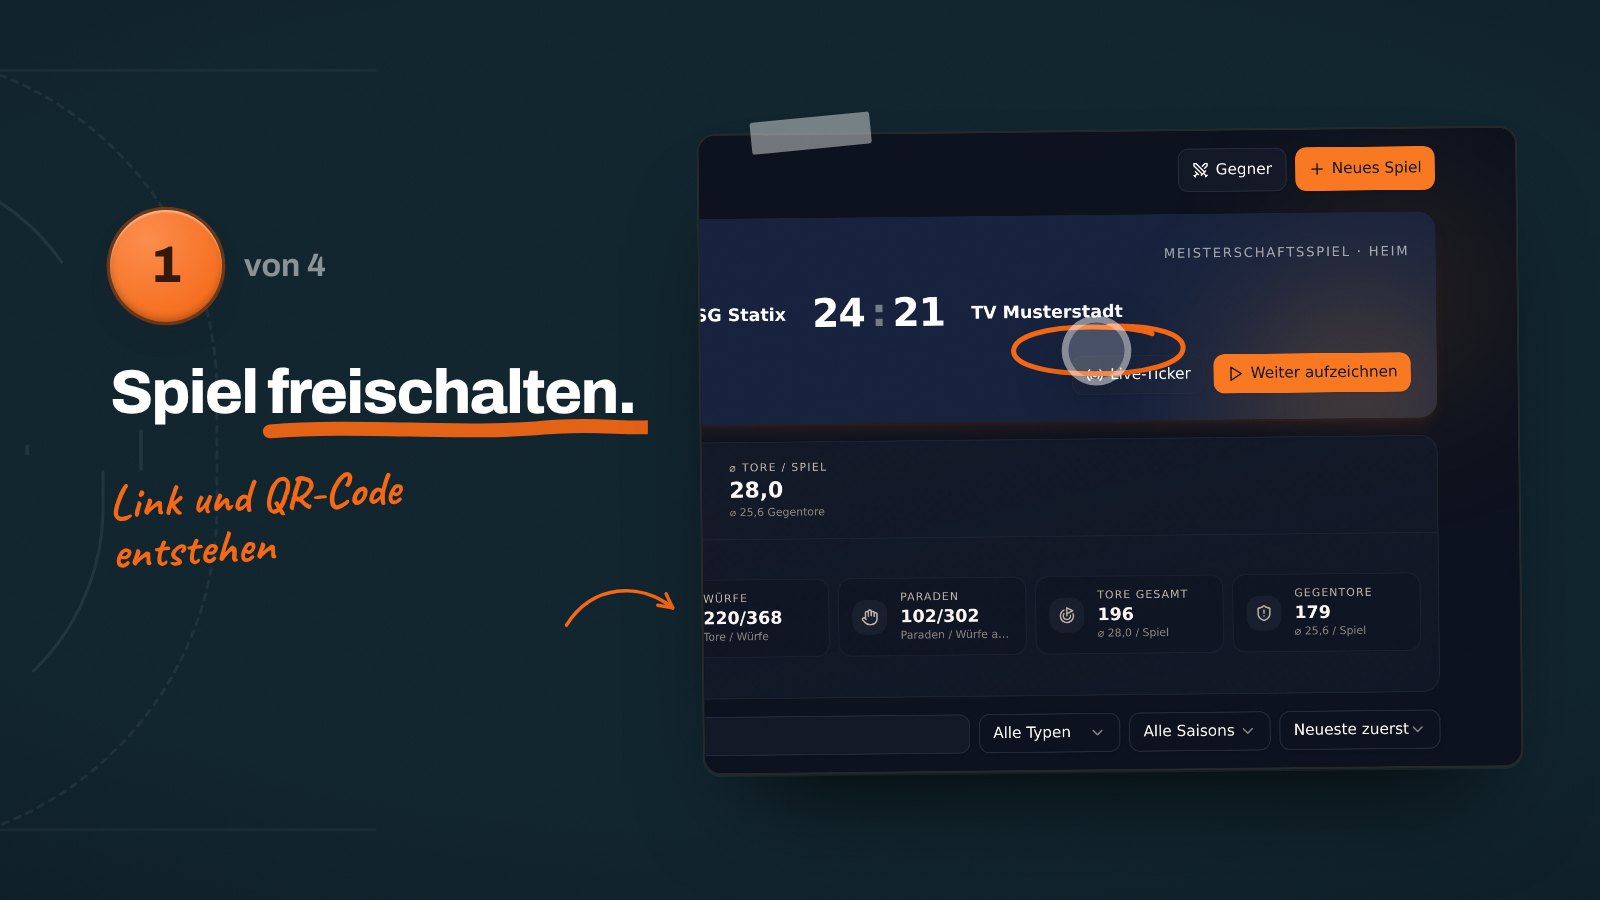 1
von 4
Spiel freischalten.
Link und QR-Code
entstehen
Gegner
+ Neues Spiel
MEISTERSCHAFTSSPIEL · HEIM
SG Statix 24 : 21 TV Musterstadt
Live-Ticker
Weiter aufzeichnen
⌀ TORE / SPIEL
28,0
⌀ 25,6 Gegentore
WÜRFE
220/368
Tore / Würfe
PARADEN
102/302
Paraden / Würfe a...
TORE GESAMT
196
⌀ 28,0 / Spiel
GEGENTORE
179
⌀ 25,6 / Spiel
Alle Typen
Alle Saisons
Neueste zuerst